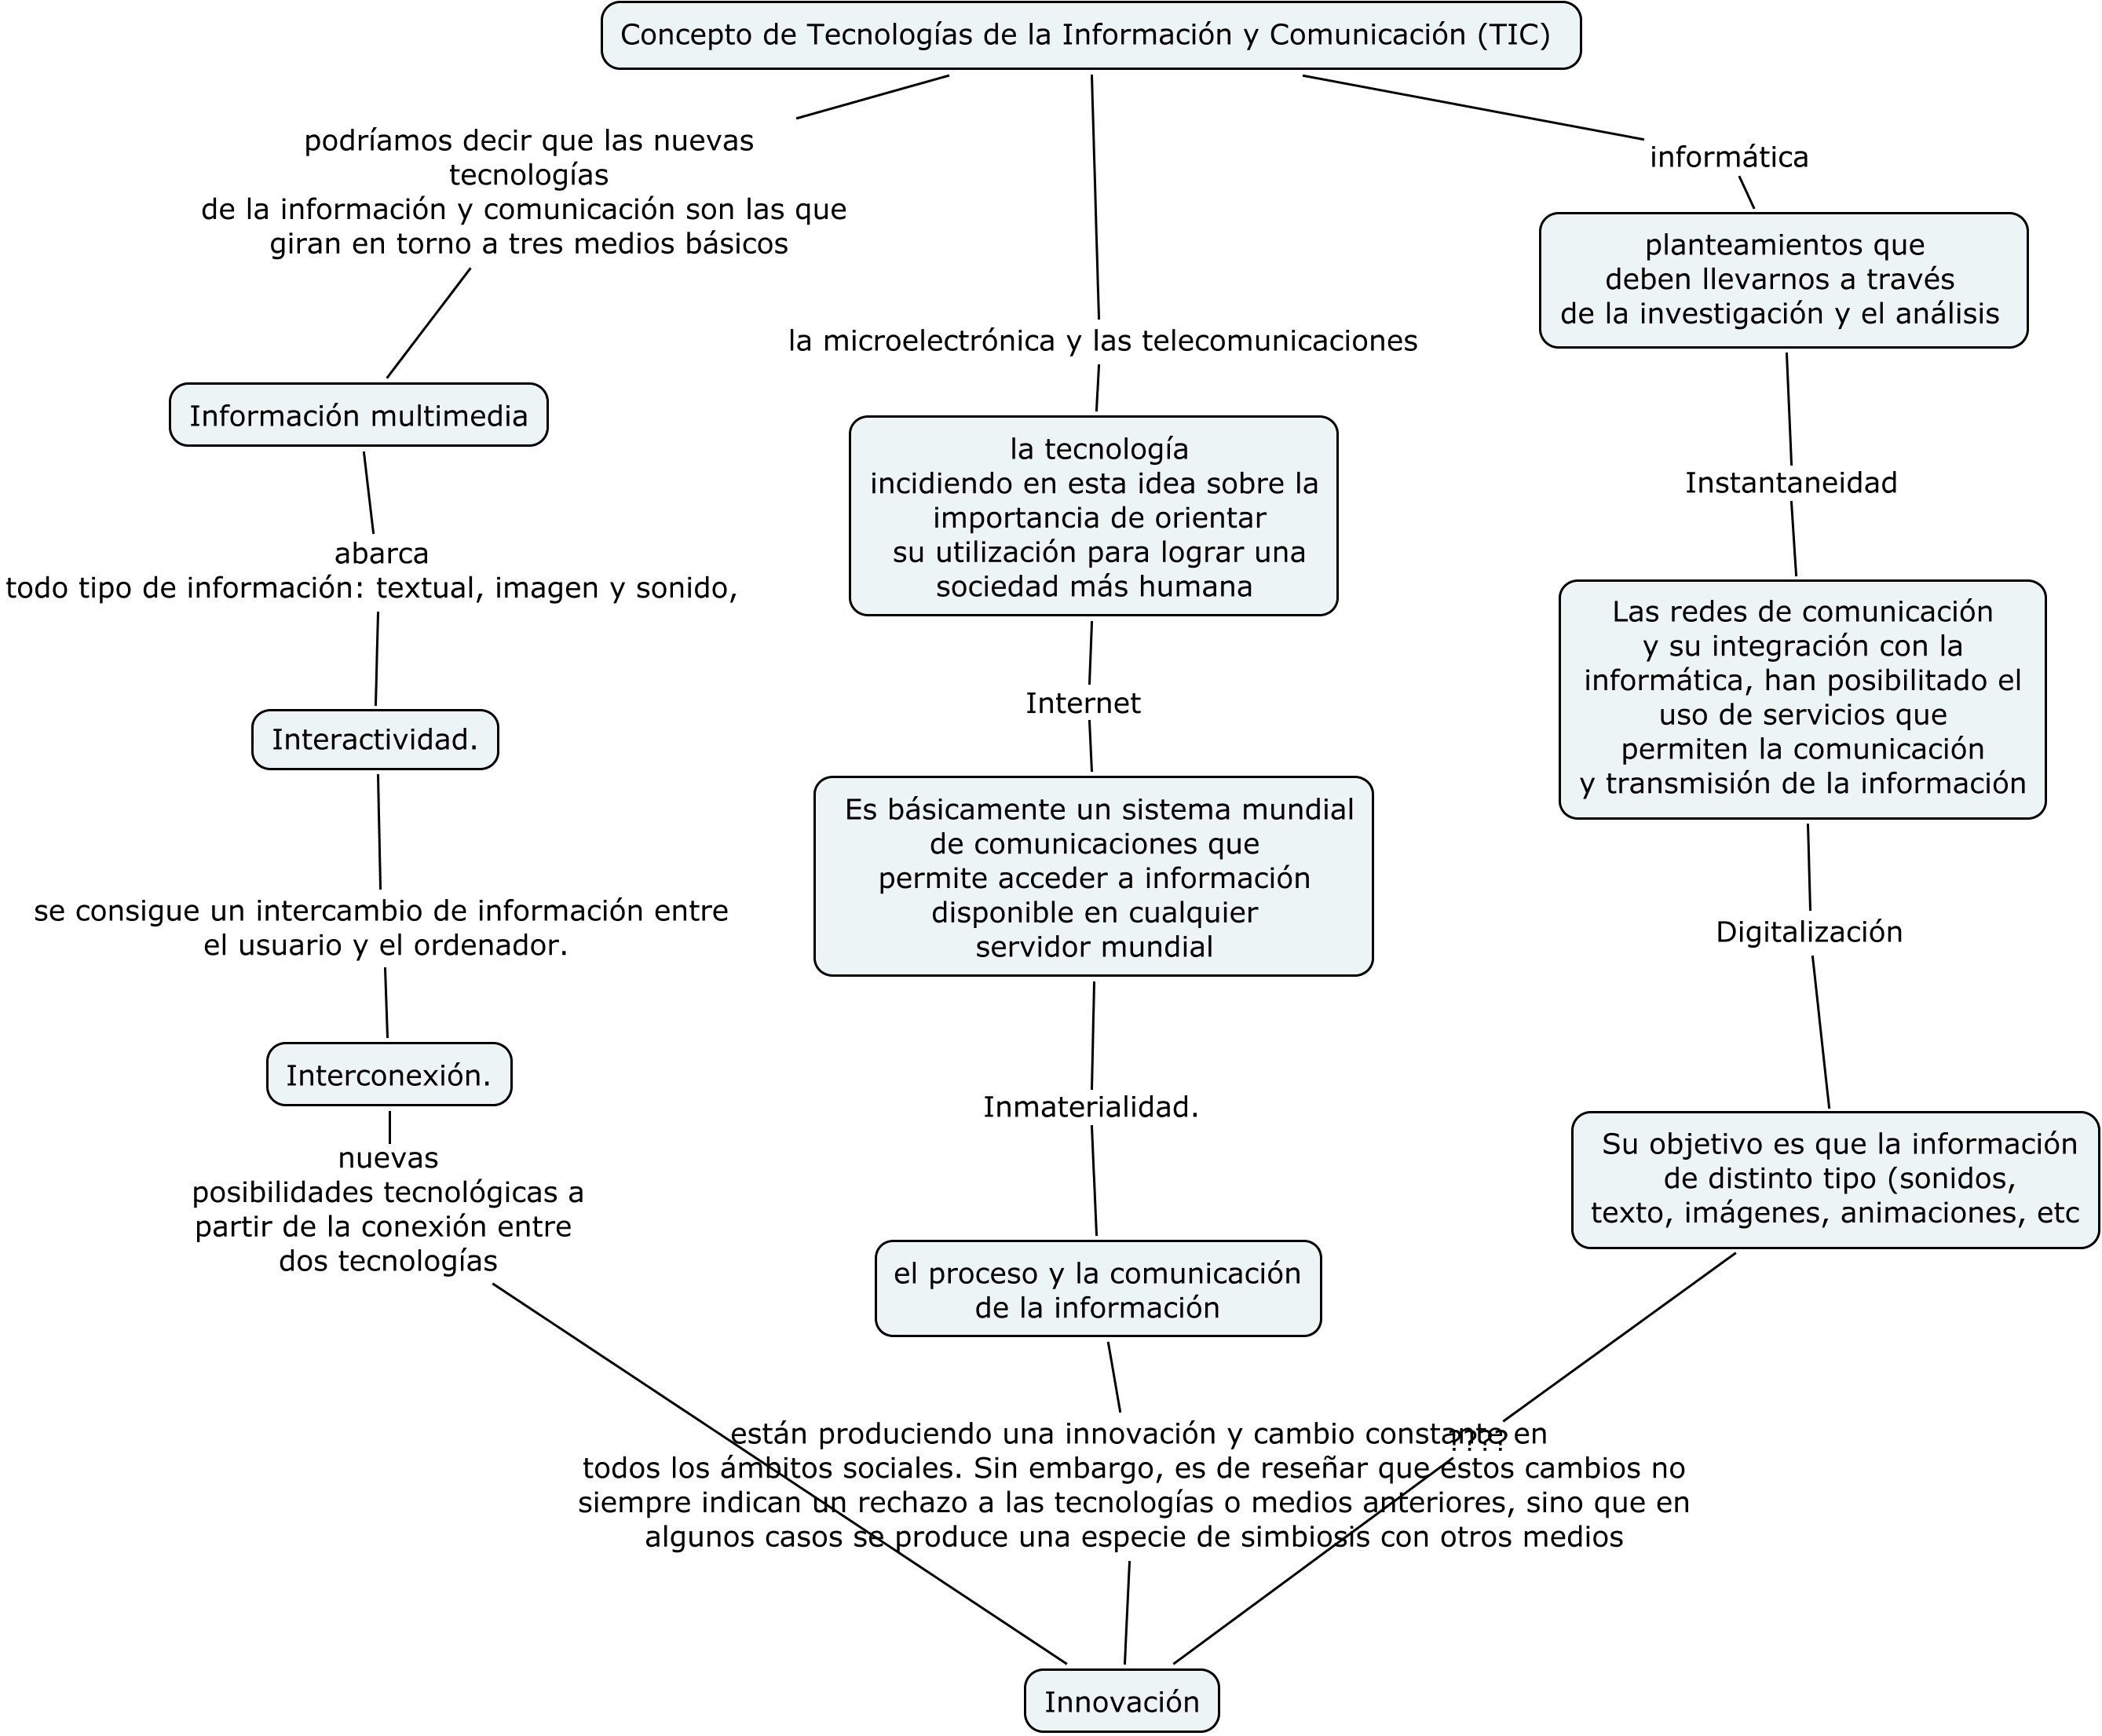 Concepto de Tecnologías de la Información y Comunicación (TIC)
podríamos decir que las nuevas
tecnologías
de la información y comunicación son las que
giran en torno a tres medios básicos
Información multimedia
abarca
todo tipo de información: textual, imagen y sonido,
Interactividad.
se consigue un intercambio de información entre
el usuario y el ordenador.
Interconexión.
nuevas
posibilidades tecnológicas a
partir de la conexión entre
dos tecnologías
la microelectrónica y las telecomunicaciones
la tecnología
incidiendo en esta idea sobre la
importancia de orientar
su utilización para lograr una
sociedad más humana
Internet
Es básicamente un sistema mundial
de comunicaciones que
permite acceder a información
disponible en cualquier
servidor mundial
Inmaterialidad.
el proceso y la comunicación
de la información
están produciendo una innovación y cambio constante en
todos los ámbitos sociales. Sin embargo, es de reseñar que estos cambios no
siempre indican un rechazo a las tecnologías o medios anteriores, sino que en
algunos casos se produce una especie de simbiosis con otros medios
informática
planteamientos que
deben llevarnos a través
de la investigación y el análisis
Instantaneidad
Las redes de comunicación
y su integración con la
informática, han posibilitado el
uso de servicios que
permiten la comunicación
y transmisión de la información
Digitalización
Su objetivo es que la información
de distinto tipo (sonidos,
texto, imágenes, animaciones, etc
????
Innovación